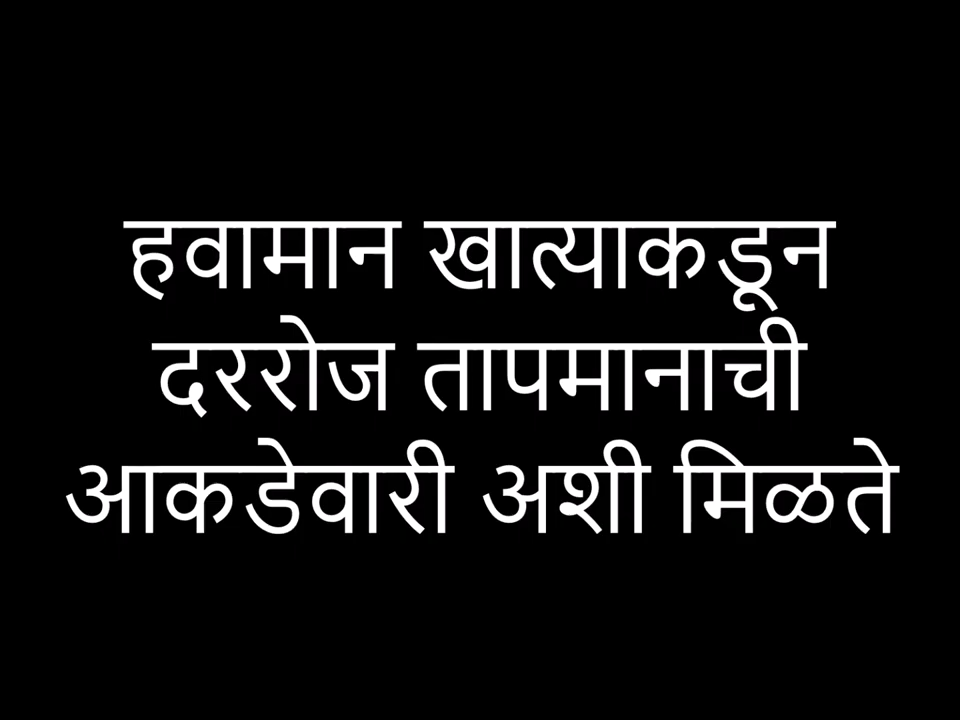 हवामान खात्याकडून
दररोज तापमानाची
आकडेवारी अशी मिळते